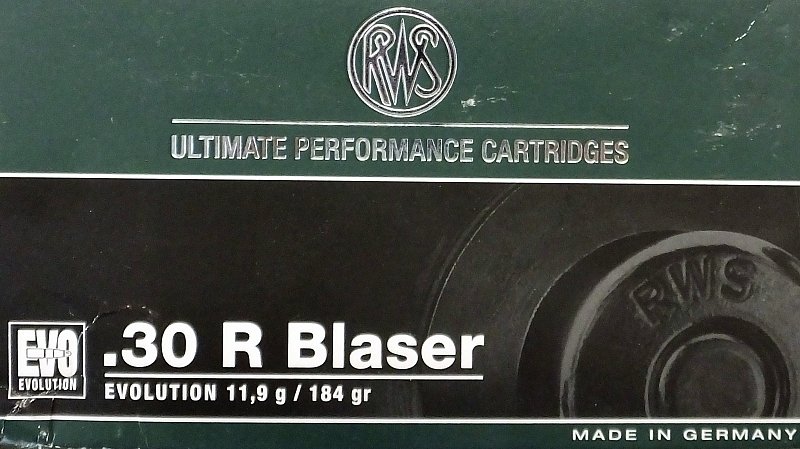 RWS
ULTIMATE PERFORMANCE CARTRIDGES
RWS
EVO
EVOLUTION
.30 R Blaser
EVOLUTION 11,9 g / 184 gr
MADE IN GERMANY